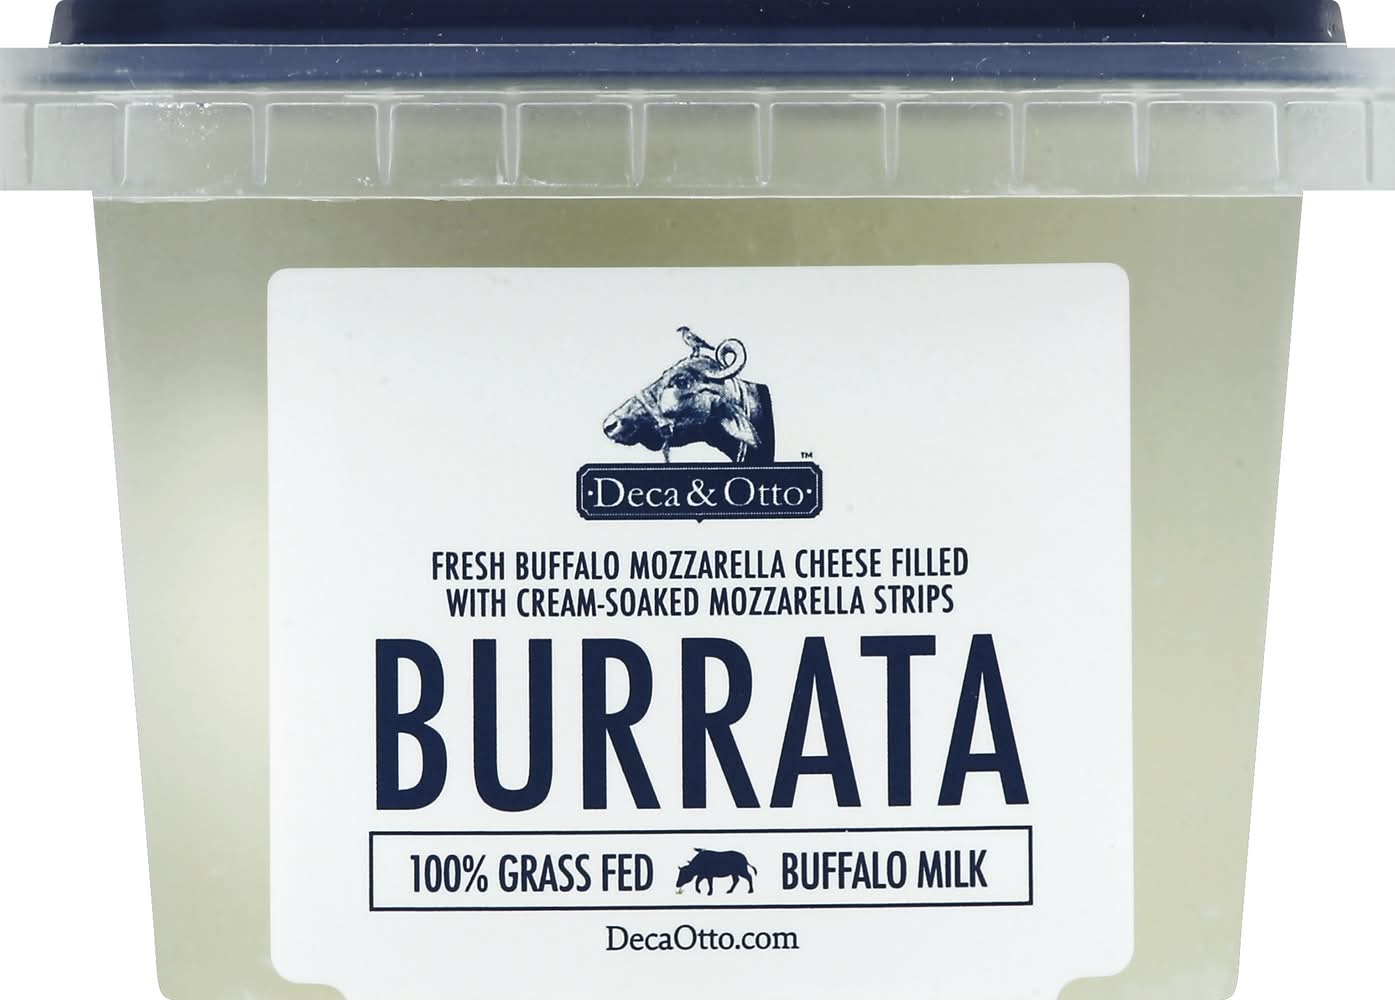 ™
·Deca & Otto·
FRESH BUFFALO MOZZARELLA CHEESE FILLED
WITH CREAM-SOAKED MOZZARELLA STRIPS
BURRATA
100% GRASS FED BUFFALO MILK
DecaOtto.com